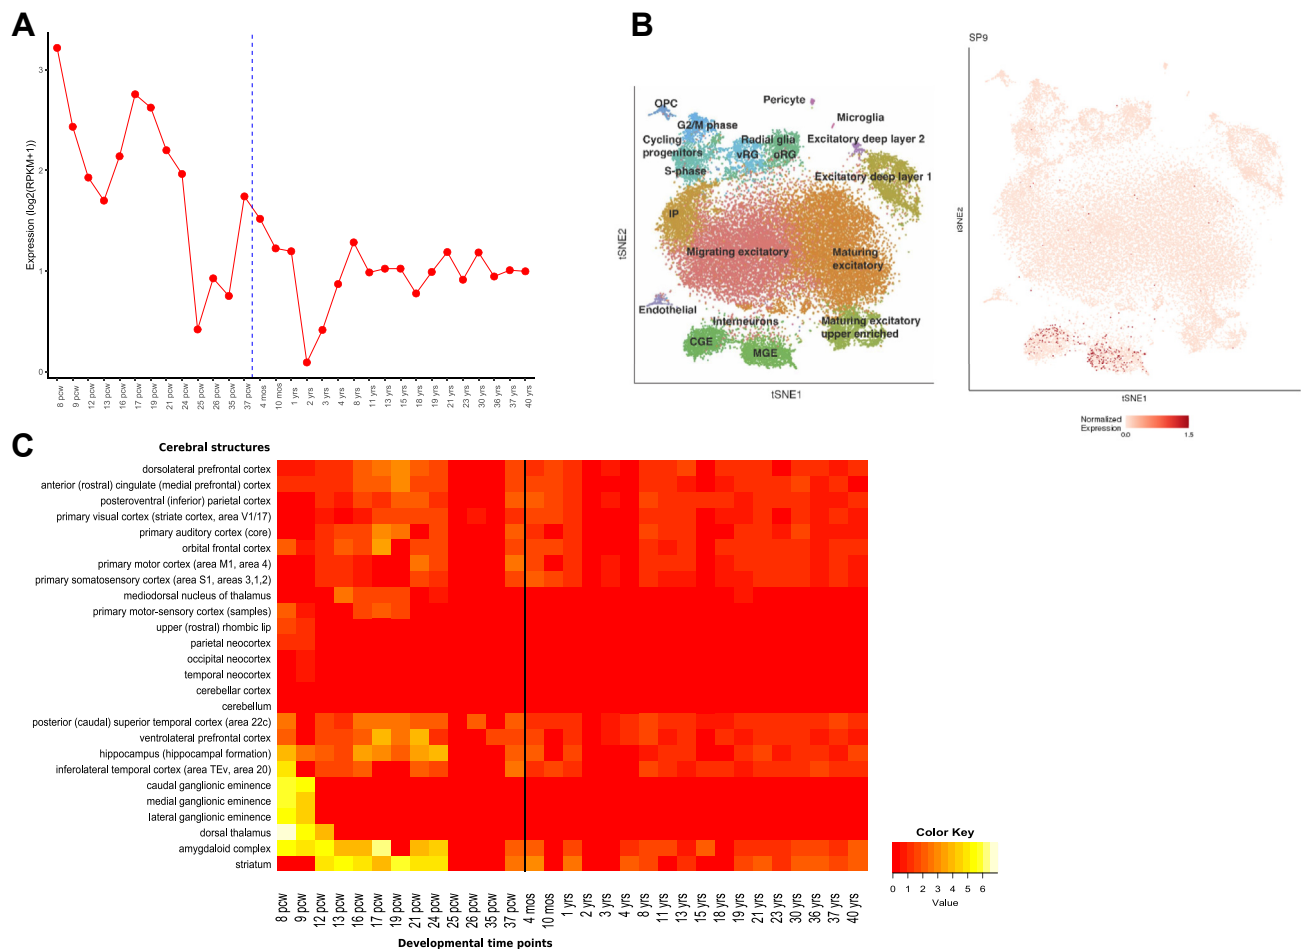 A
Expression (log2(RPKM+1))
3
2
1
0
8 pcw
9 pcw
12 pcw
13 pcw
16 pcw
17 pcw
19 pcw
21 pcw
24 pcw
25 pcw
26 pcw
35 pcw
37 pcw
4 mos
10 mos
1 yrs
2 yrs
3 yrs
4 yrs
8 yrs
11 yrs
13 yrs
15 yrs
18 yrs
19 yrs
21 yrs
23 yrs
30 yrs
36 yrs
37 yrs
40 yrs
B
OPC
Pericyte
G2/M phase
Microglia
Cycling
progenitors
Radial glia
vRG
oRG
Excitatory deep layer 2
S-phase
Excitatory deep layer 1
IP
Migrating excitatory
Maturing
excitatory
Endothelial
Interneurons
Maturing excitatory
upper enriched
CGE
MGE
tSNE2
tSNE1
SP9
tSNE2
tSNE1
Normalized
Expression
0.0
1.5
C
Cerebral structures
dorsolateral prefrontal cortex
anterior (rostral) cingulate (medial prefrontal) cortex
posteroventral (inferior) parietal cortex
primary visual cortex (striate cortex, area V1/17)
primary auditory cortex (core)
orbital frontal cortex
primary motor cortex (area M1, area 4)
primary somatosensory cortex (area S1, areas 3,1,2)
mediodorsal nucleus of thalamus
primary motor-sensory cortex (samples)
upper (rostral) rhombic lip
parietal neocortex
occipital neocortex
temporal neocortex
cerebellar cortex
cerebellum
posterior (caudal) superior temporal cortex (area 22c)
ventrolateral prefrontal cortex
hippocampus (hippocampal formation)
inferolateral temporal cortex (area TEv, area 20)
caudal ganglionic eminence
medial ganglionic eminence
lateral ganglionic eminence
dorsal thalamus
amygdaloid complex
striatum
8 pcw
9 pcw
12 pcw
13 pcw
16 pcw
17 pcw
19 pcw
21 pcw
24 pcw
25 pcw
26 pcw
35 pcw
37 pcw
4 mos
10 mos
1 yrs
2 yrs
3 yrs
4 yrs
8 yrs
11 yrs
13 yrs
15 yrs
18 yrs
19 yrs
21 yrs
23 yrs
30 yrs
36 yrs
37 yrs
40 yrs
Developmental time points
Color Key
0 1 2 3 4 5 6
Value